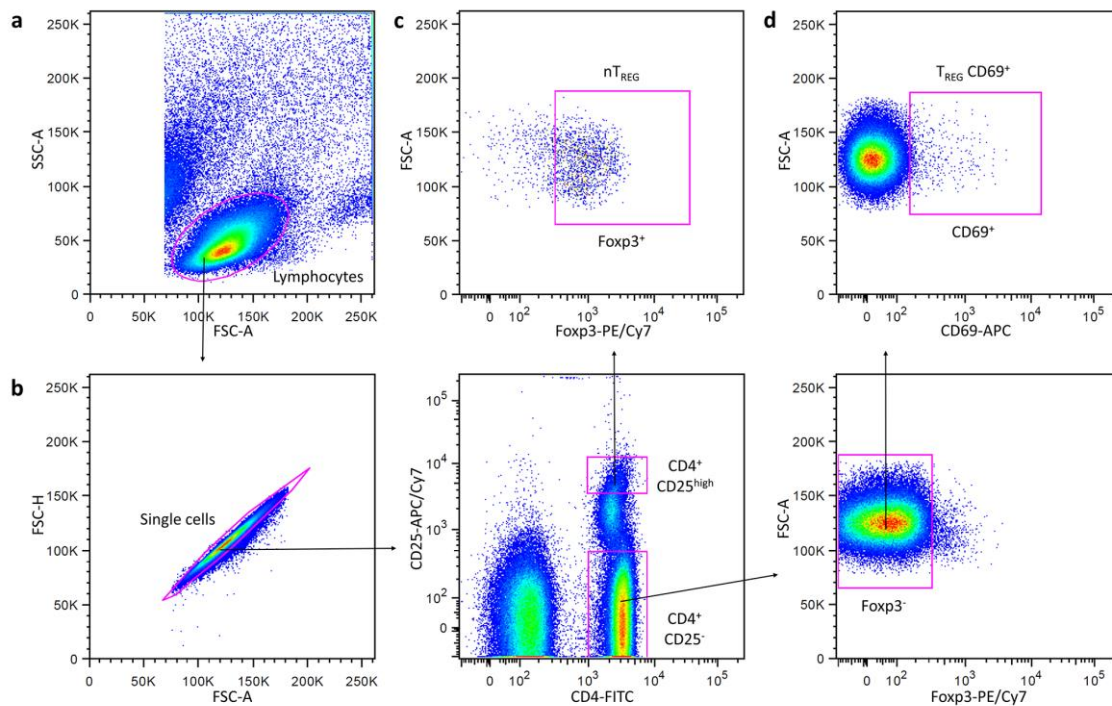 a
250K
200K
150K
100K
50K
0
SSC-A
Lymphocytes
0 50K 100K 150K 200K 250K
FSC-A
c
nT_REG
250K
200K
150K
100K
50K
0
FSC-A
Foxp3⁺
0 10² 10³ 10⁴ 10⁵
Foxp3-PE/Cy7
d
T_REG CD69⁺
250K
200K
150K
100K
50K
0
FSC-A
CD69⁺
0 10² 10³ 10⁴ 10⁵
CD69-APC
b
250K
200K
150K
100K
50K
0
FSC-H
Single cells
0 50K 100K 150K 200K 250K
FSC-A
10⁵
10⁴
10³
10²
0
CD25-APC/Cy7
CD4⁺
CD25^high
CD4⁺
CD25⁻
0 10² 10³ 10⁴ 10⁵
CD4-FITC
250K
200K
150K
100K
50K
0
FSC-A
Foxp3⁻
0 10² 10³ 10⁴ 10⁵
Foxp3-PE/Cy7